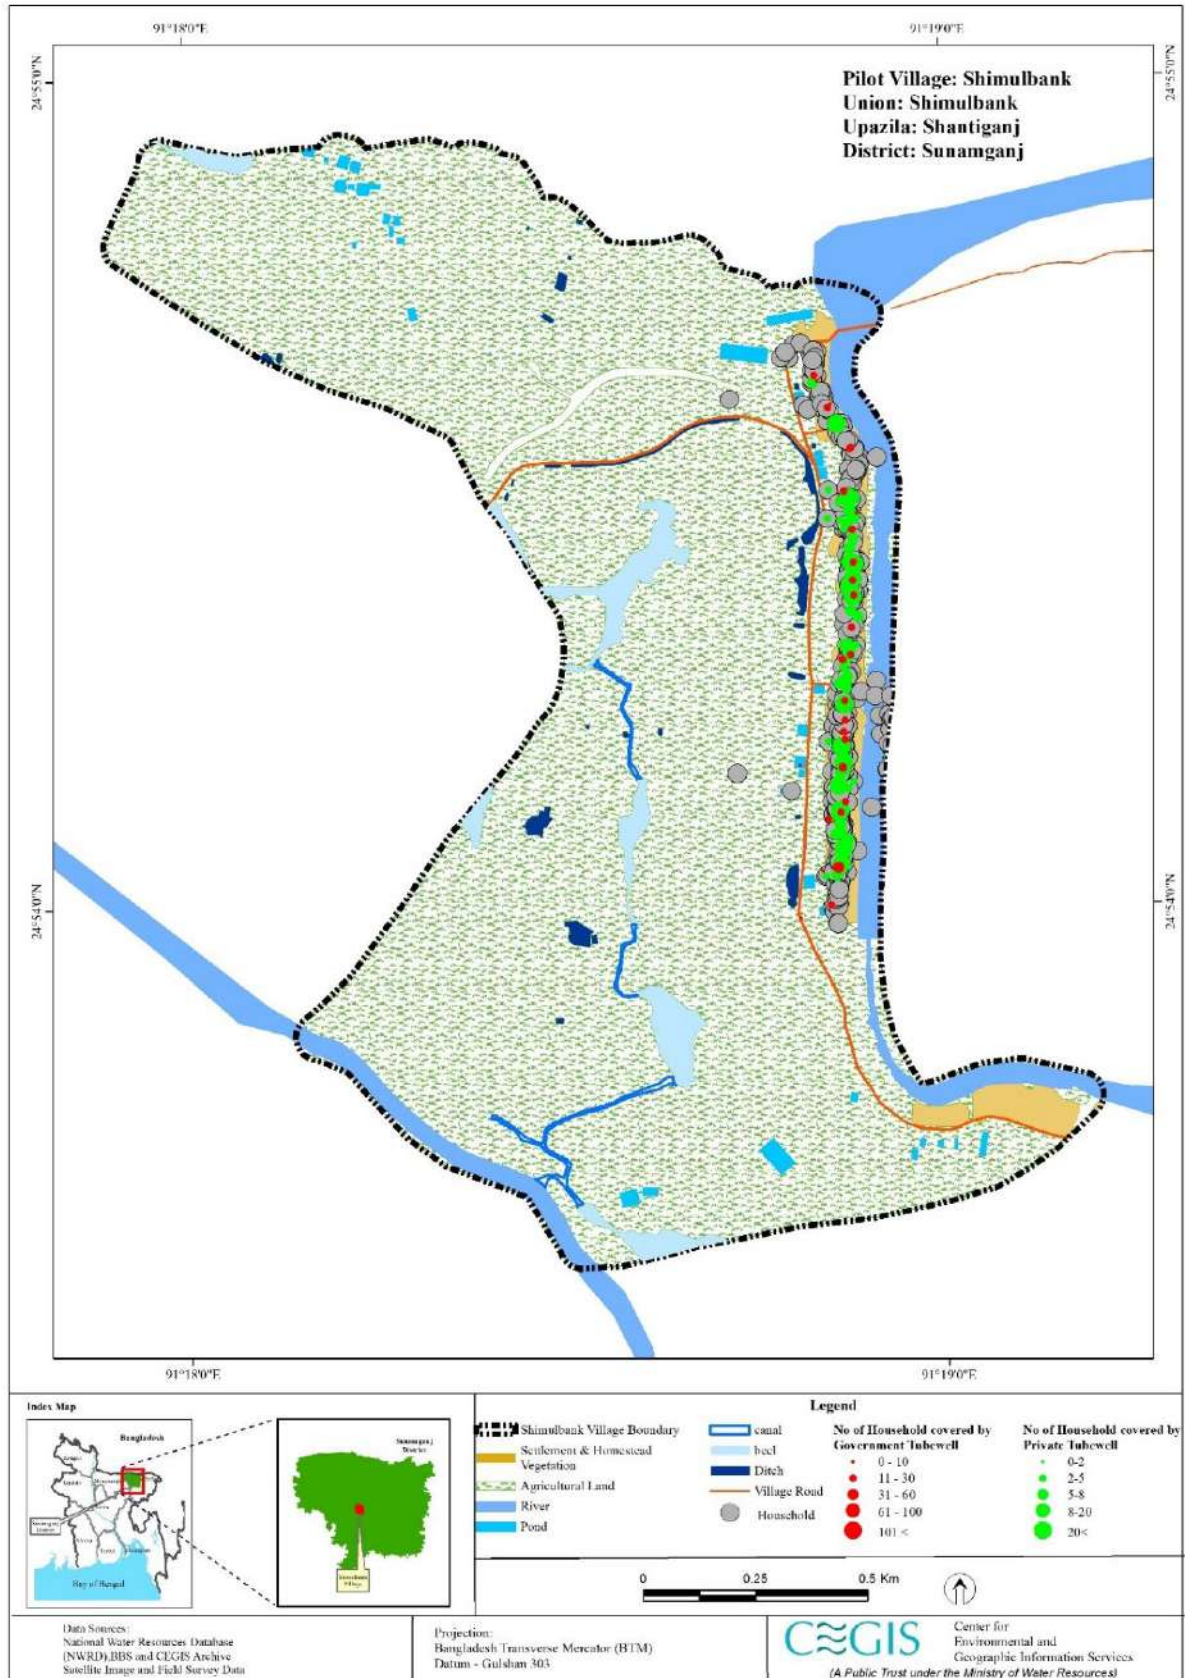 91°18'0"E
91°19'0"E
24°55'0"N
24°55'0"N
Pilot Village: Shimulbank
Union: Shimulbank
Upazila: Shantiganj
District: Sunamganj
24°54'0"N
24°54'0"N
91°18'0"E
91°19'0"E
Index Map
Bangladesh
Bay of Bengal
Sunamganj
District
Village
Legend
Shimulbank Village Boundary
Settlement & Homestead
Vegetation
Agricultural Land
River
Pond
canal
beel
Ditch
Village Road
Household
No of Household covered by
Government Tubewell
0 - 10
11 - 30
31 - 60
61 - 100
101 <
No of Household covered by
Private Tubewell
0-2
2-5
5-8
8-20
20<
0 0.25 0.5 Km
Data Sources:
National Water Resources Database
(NWRD),BBS and CEGIS Archive
Satellite Image and Field Survey Data
Projection:
Bangladesh Transverse Mercator (BTM)
Datum - Gulshan 303
CEGIS
Center for
Environmental and
Geographic Information Services
(A Public Trust under the Ministry of Water Resources)